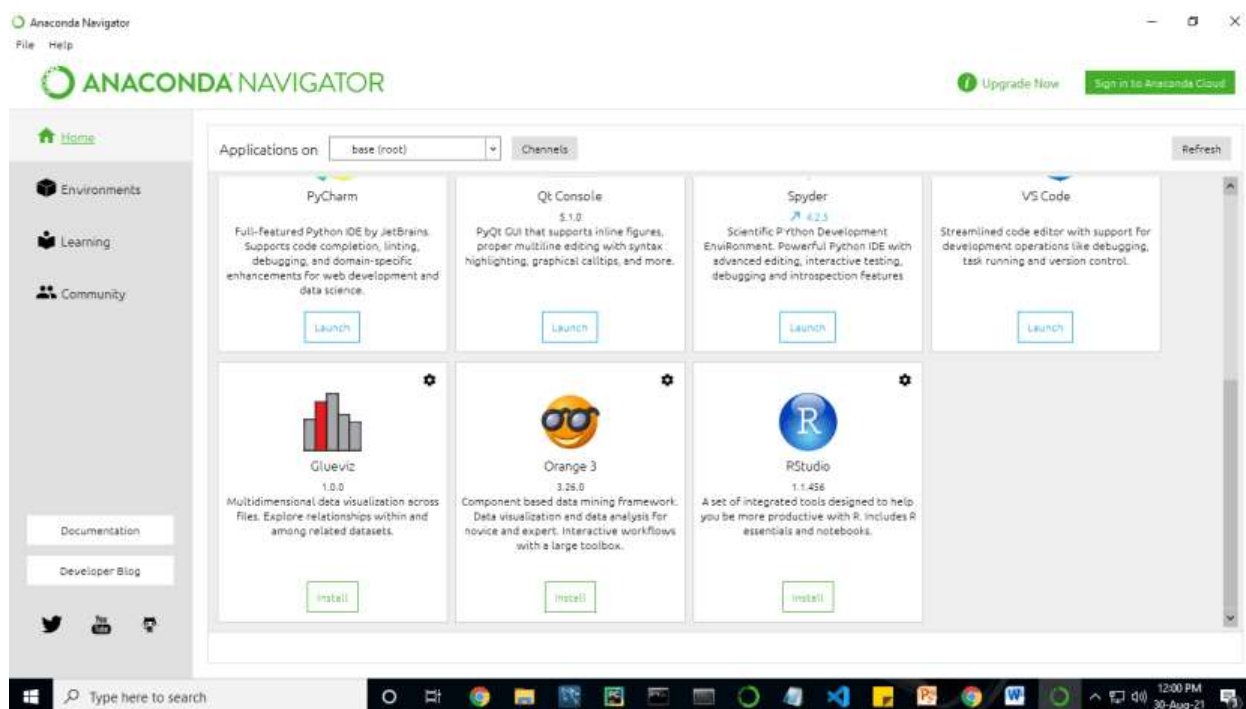 Anaconda Navigator
File Help
ANACONDA NAVIGATOR
Upgrade Now
Sign in to Anaconda Cloud
Home
Environments
Learning
Community
Documentation
Developer Blog
Applications on
base (root)
Channels
Refresh
PyCharm
Full-featured Python IDE by JetBrains.
Supports code completion, linting,
debugging, and domain-specific
enhancements for web development and
data science.
Launch
Qt Console
5.1.0
PyQt GUI that supports inline figures,
proper multiline editing with syntax
highlighting, graphical calltips, and more.
Launch
Spyder
4.2.5
Scientific Python Development
EnviRonment. Powerful Python IDE with
advanced editing, interactive testing,
debugging and introspection features
Launch
VS Code
Streamlined code editor with support for
development operations like debugging,
task running and version control.
Launch
Glueviz
1.0.0
Multidimensional data visualization across
files. Explore relationships within and
among related datasets.
Install
Orange 3
3.26.0
Component based data mining framework.
Data visualization and data analysis for
novice and expert. Interactive workflows
with a large toolbox.
Install
R
RStudio
1.1.456
A set of integrated tools designed to help
you be more productive with R. Includes R
essentials and notebooks.
Install
You
Tube
Type here to search
PC
12:00 PM
30-Aug-21